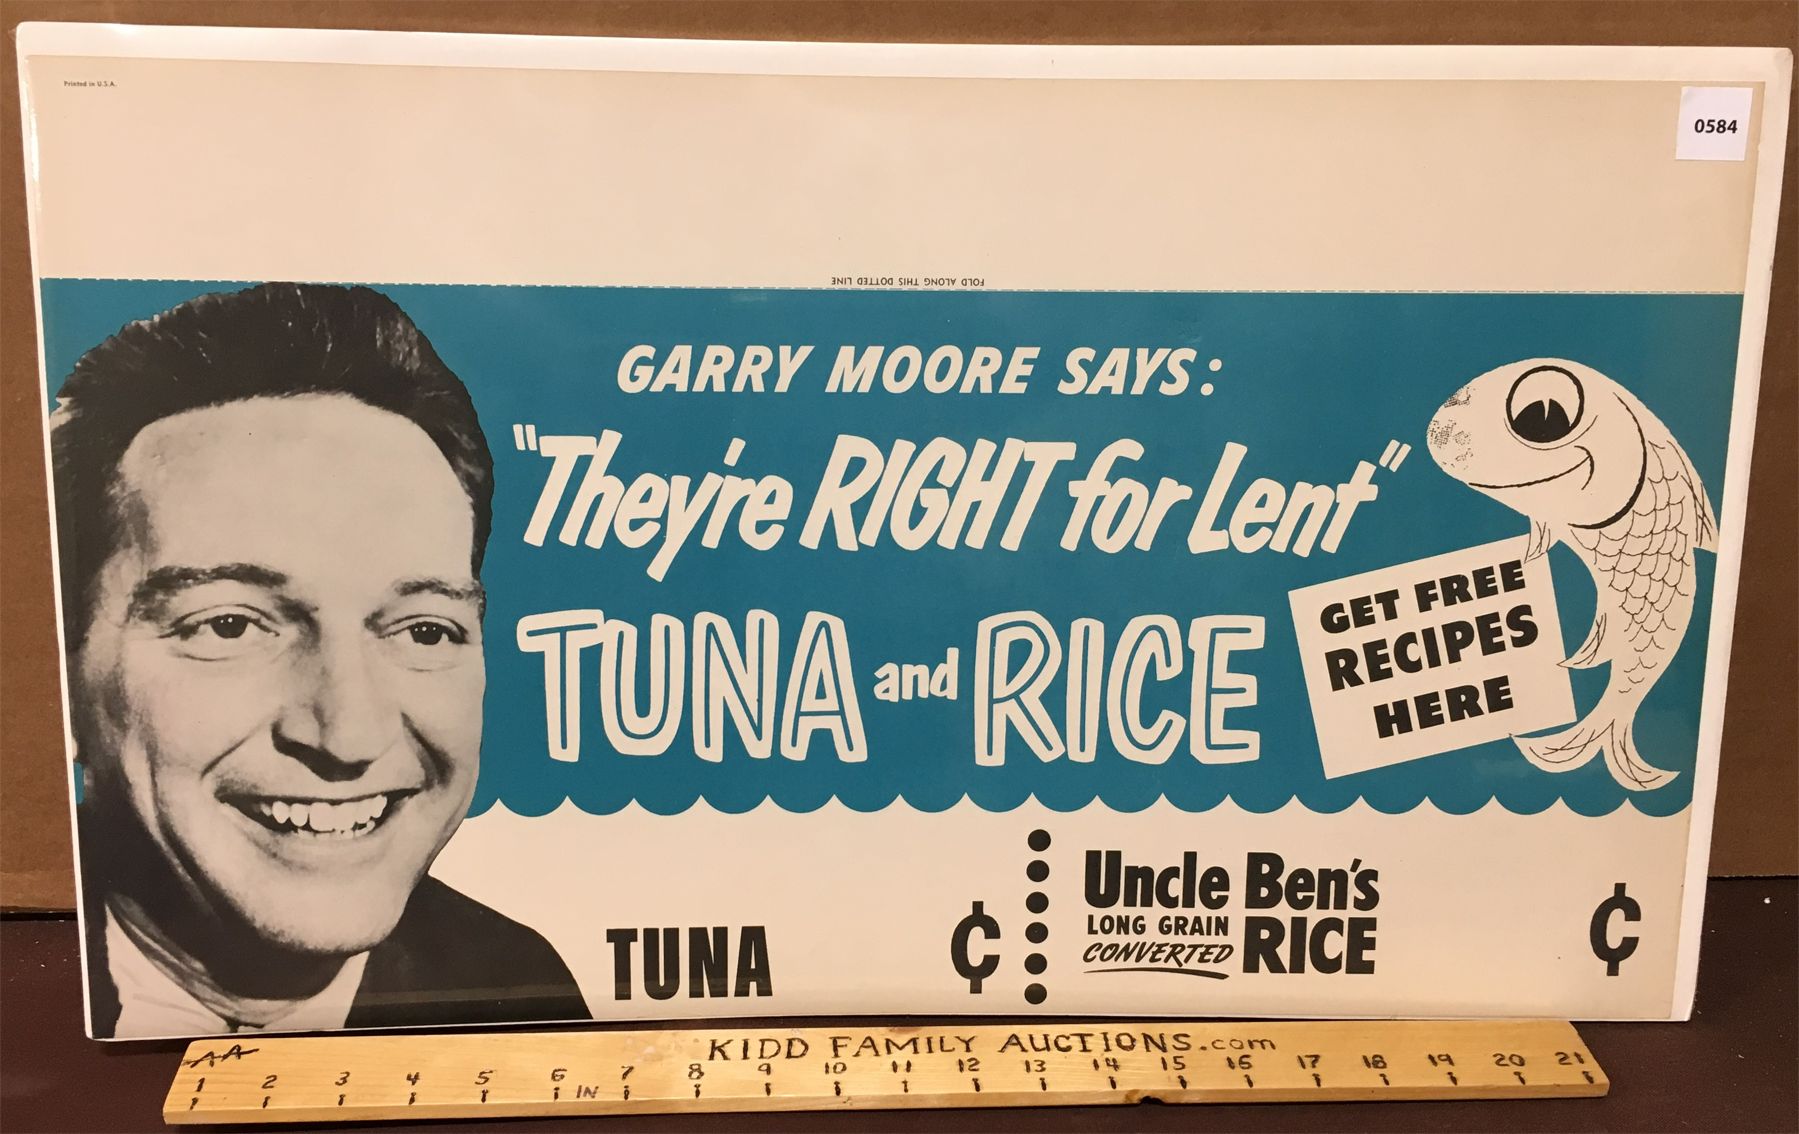 Printed in U.S.A.
0584
FOLD ALONG THIS DOTTED LINE
GARRY MOORE SAYS:
"They're RIGHT for Lent"
TUNA and RICE
GET FREE
RECIPES
HERE
TUNA ¢
Uncle Ben's
LONG GRAIN
CONVERTED RICE ¢
AA
KIDD FAMILY AUCTIONS.com
1 2 3 4 5 6 IN 7 8 9 10 11 12 13 14 15 16 17 18 19 20 21